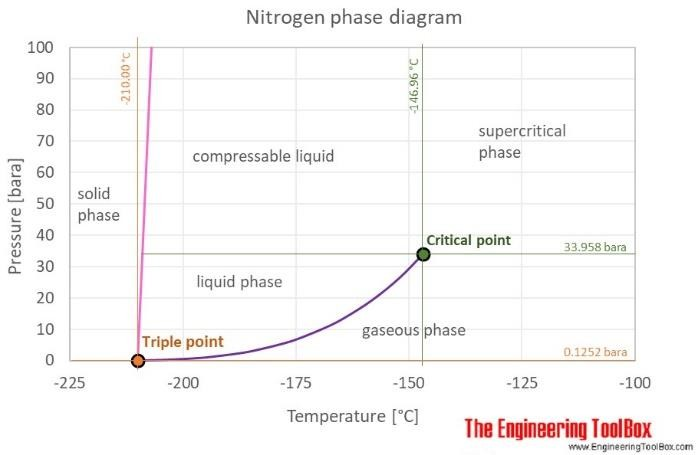 Nitrogen phase diagram
100
90
80
70
60
50
40
30
20
10
0
Pressure [bara]
-210.00 °C
-146.96 °C
supercritical
phase
compressable liquid
solid
phase
Critical point
33.958 bara
liquid phase
gaseous phase
Triple point
0.1252 bara
-225
-200
-175
-150
-125
-100
Temperature [°C]
The Engineering ToolBox
www.EngineeringToolBox.com